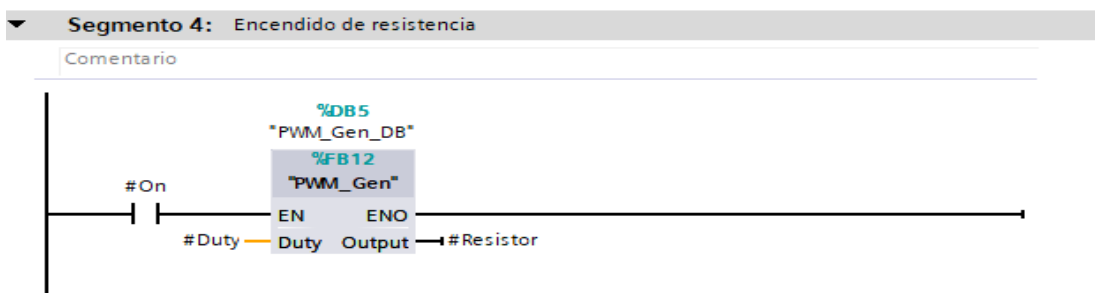 Segmento 4: Encendido de resistencia
Comentario
%DB5
"PWM_Gen_DB"
%FB12
"PWM_Gen"
#On
EN ENO
#Duty Duty Output #Resistor